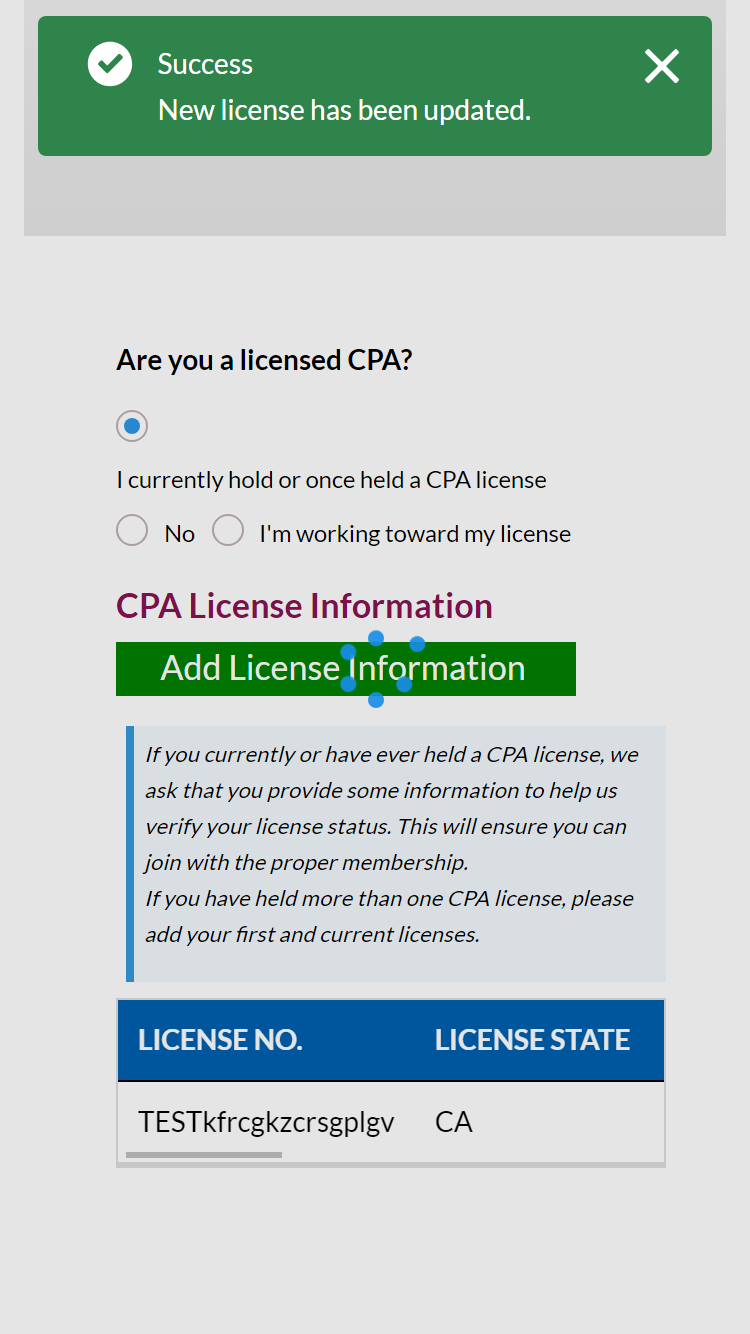 Success
New license has been updated.
Are you a licensed CPA?
I currently hold or once held a CPA license
No I'm working toward my license
CPA License Information
Add License Information
If you currently or have ever held a CPA license, we
ask that you provide some information to help us
verify your license status. This will ensure you can
join with the proper membership.
If you have held more than one CPA license, please
add your first and current licenses.
LICENSE NO. LICENSE STATE
TESTkfrcgkzcrsgplgv CA